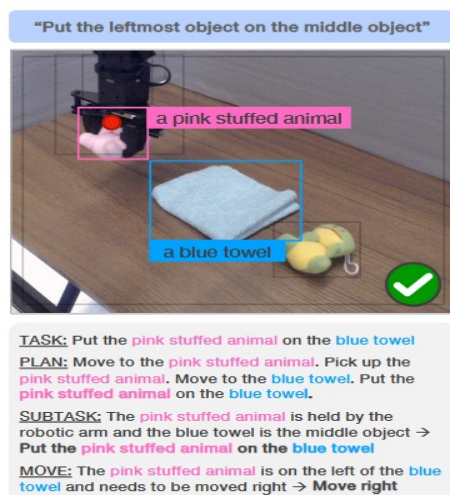 “Put the leftmost object on the middle object”
a pink stuffed animal
a blue towel
TASK: Put the pink stuffed animal on the blue towel
PLAN: Move to the pink stuffed animal. Pick up the
pink stuffed animal. Move to the blue towel. Put the
pink stuffed animal on the blue towel.
SUBTASK: The pink stuffed animal is held by the
robotic arm and the blue towel is the middle object →
Put the pink stuffed animal on the blue towel
MOVE: The pink stuffed animal is on the left of the blue
towel and needs to be moved right → Move right